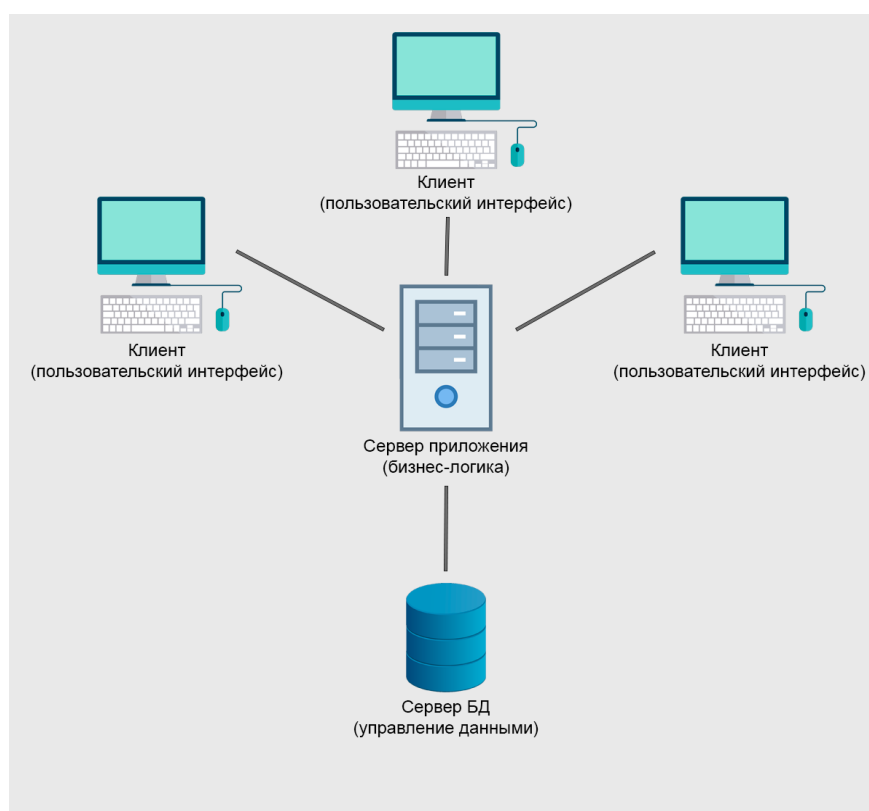 Клиент
(пользовательский интерфейс)
Клиент
(пользовательский интерфейс)
Клиент
(пользовательский интерфейс)
Сервер приложения
(бизнес-логика)
Сервер БД
(управление данными)